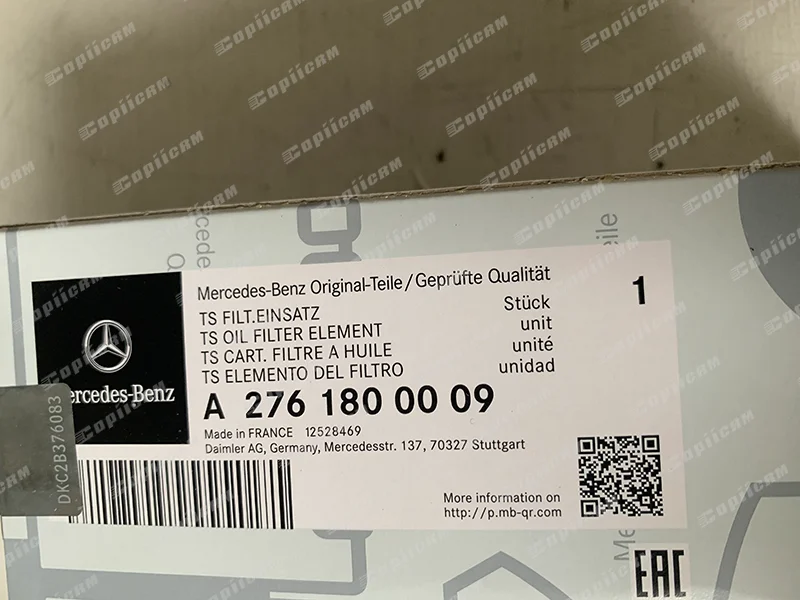 Mercedes-Benz Original-Teile/Geprüfte Qualität
TS FILT.EINSATZ
TS OIL FILTER ELEMENT
TS CART. FILTRE A HUILE
TS ELEMENTO DEL FILTRO
Stück
unit
unité
unidad
1
A 276 180 00 09
Made in FRANCE 12528469
Daimler AG, Germany, Mercedesstr. 137, 70327 Stuttgart
ercedes-Benz
DKC2B376083
More information on
http://p.mb-qr.com
EAC
Copiicam